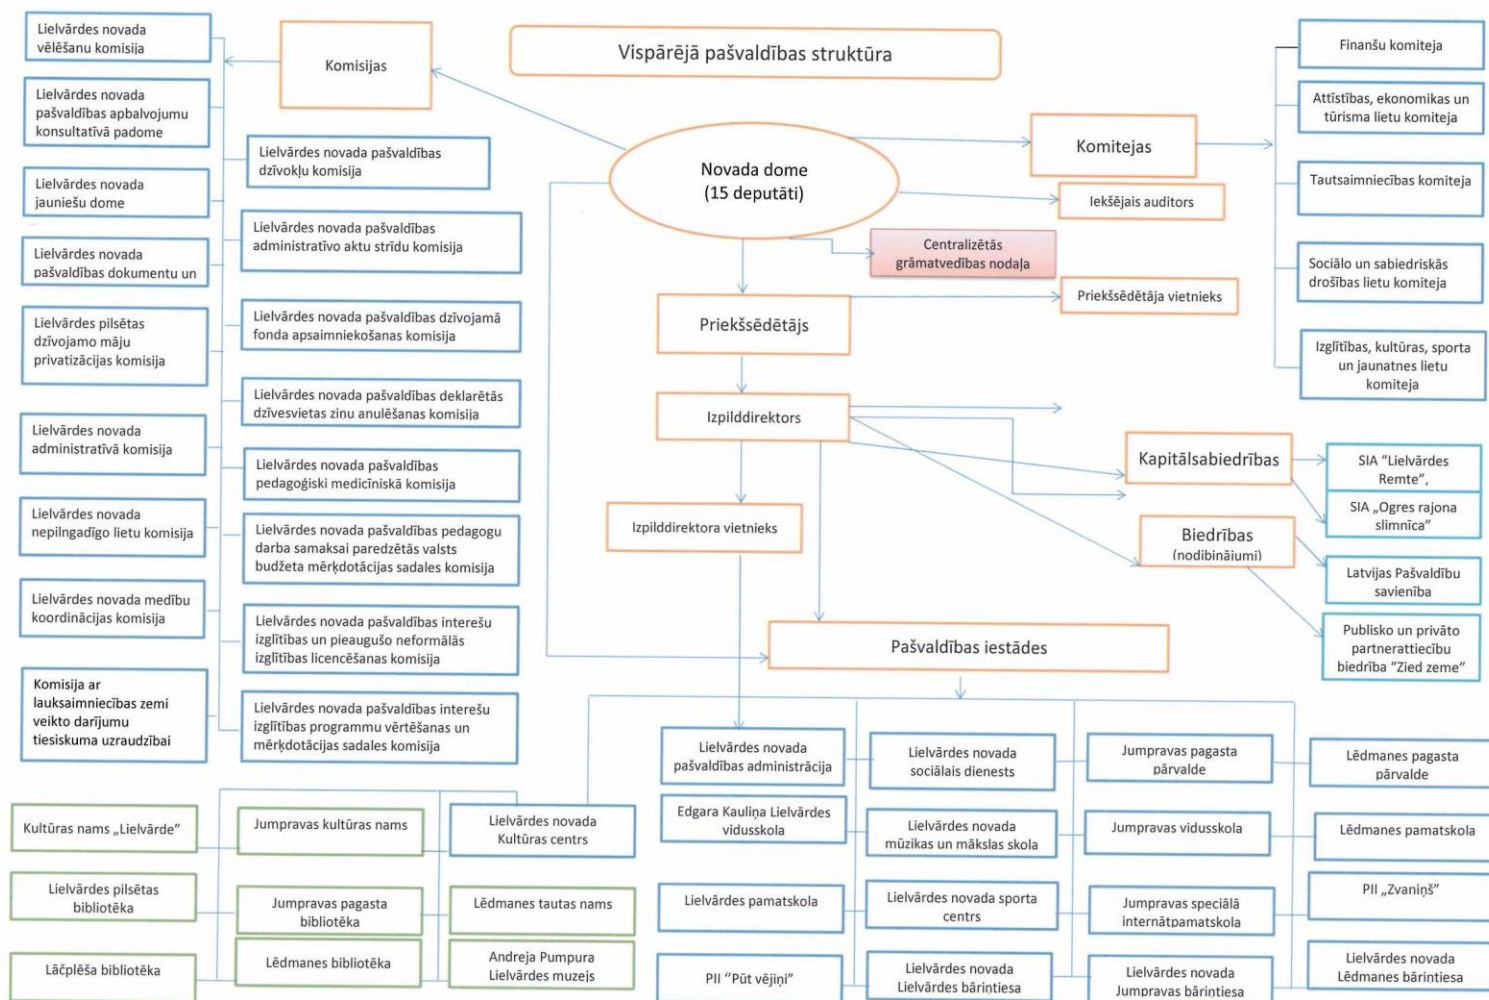 Vispārējā pašvaldības struktūra
Lielvārdes novada
vēlēšanu komisija
Komisijas
Lielvārdes novada
pašvaldības apbalvojumu
konsultatīvā padome
Lielvārdes novada pašvaldības
dzīvokļu komisija
Lielvārdes novada
jauniešu dome
Lielvārdes novada pašvaldības
administratīvo aktu strīdu komisija
Lielvārdes novada
pašvaldības dokumentu un
Lielvārdes novada pašvaldības dzīvojamā
fonda apsaimniekošanas komisija
Lielvārdes pilsētas
dzīvojamo māju
privatizācijas komisija
Lielvārdes novada pašvaldības deklarētās
dzīvesvietas ziņu anulēšanas komisija
Lielvārdes novada
administratīvā komisija
Lielvārdes novada pašvaldības
pedagoģiski medicīniskā komisija
Lielvārdes novada
nepilngadīgo lietu komisija
Lielvārdes novada pašvaldības pedagogu
darba samaksai paredzētās valsts
budžeta mērķdotācijas sadales komisija
Lielvārdes novada medību
koordinācijas komisija
Lielvārdes novada pašvaldības interešu
izglītības un pieaugušo neformālās
izglītības licencēšanas komisija
Komisija ar
lauksaimniecības zemi
veikto darījumu
tiesiskuma uzraudzībai
Lielvārdes novada pašvaldības interešu
izglītības programmu vērtēšanas un
mērķdotācijas sadales komisija
Novada dome
(15 deputāti)
Komitejas
Iekšējais auditors
Centralizētās
grāmatvedības nodaļa
Priekšsēdētājs
Priekšsēdētāja vietnieks
Izpilddirektors
Izpilddirektora vietnieks
Finanšu komiteja
Attīstības, ekonomikas un
tūrisma lietu komiteja
Tautsaimniecības komiteja
Sociālo un sabiedriskās
drošības lietu komiteja
Izglītības, kultūras, sporta
un jaunatnes lietu
komiteja
Kapitālsabiedrības
SIA "Lielvārdes
Remte",
SIA „Ogres rajona
slimnīca"
Biedrības
(nodibinājumi)
Latvijas Pašvaldību
savienība
Publisko un privāto
partnerattiecību
biedrība "Zied zeme"
Pašvaldības iestādes
Lielvārdes novada
pašvaldības administrācija
Lielvārdes novada
sociālais dienests
Jumpravas pagasta
pārvalde
Lēdmanes pagasta
pārvalde
Edgara Kauliņa Lielvārdes
vidusskola
Lielvārdes novada
mūzikas un mākslas skola
Jumpravas vidusskola
Lēdmanes pamatskola
Lielvārdes pamatskola
Lielvārdes novada sporta
centrs
Jumpravas speciālā
internātpamatskola
PII „Zvaniņš"
PII "Pūt vējiņi"
Lielvārdes novada
Lielvārdes bāriņtiesa
Lielvārdes novada
Jumpravas bāriņtiesa
Lielvārdes novada
Lēdmanes bāriņtiesa
Kultūras nams „Lielvārde"
Jumpravas kultūras nams
Lielvārdes novada
Kultūras centrs
Lielvārdes pilsētas
bibliotēka
Jumpravas pagasta
bibliotēka
Lēdmanes tautas nams
Lāčplēša bibliotēka
Lēdmanes bibliotēka
Andreja Pumpura
Lielvārdes muzejs